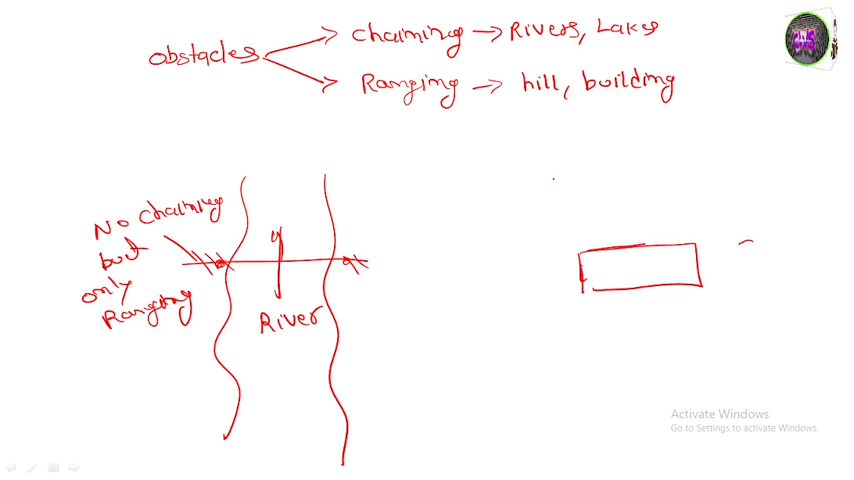 obstacles
chaining → Rivers, Lakes
Ranging → hill, building
No chaining
but
only
Ranging
River
Activate Windows
Go to Settings to activate Windows.